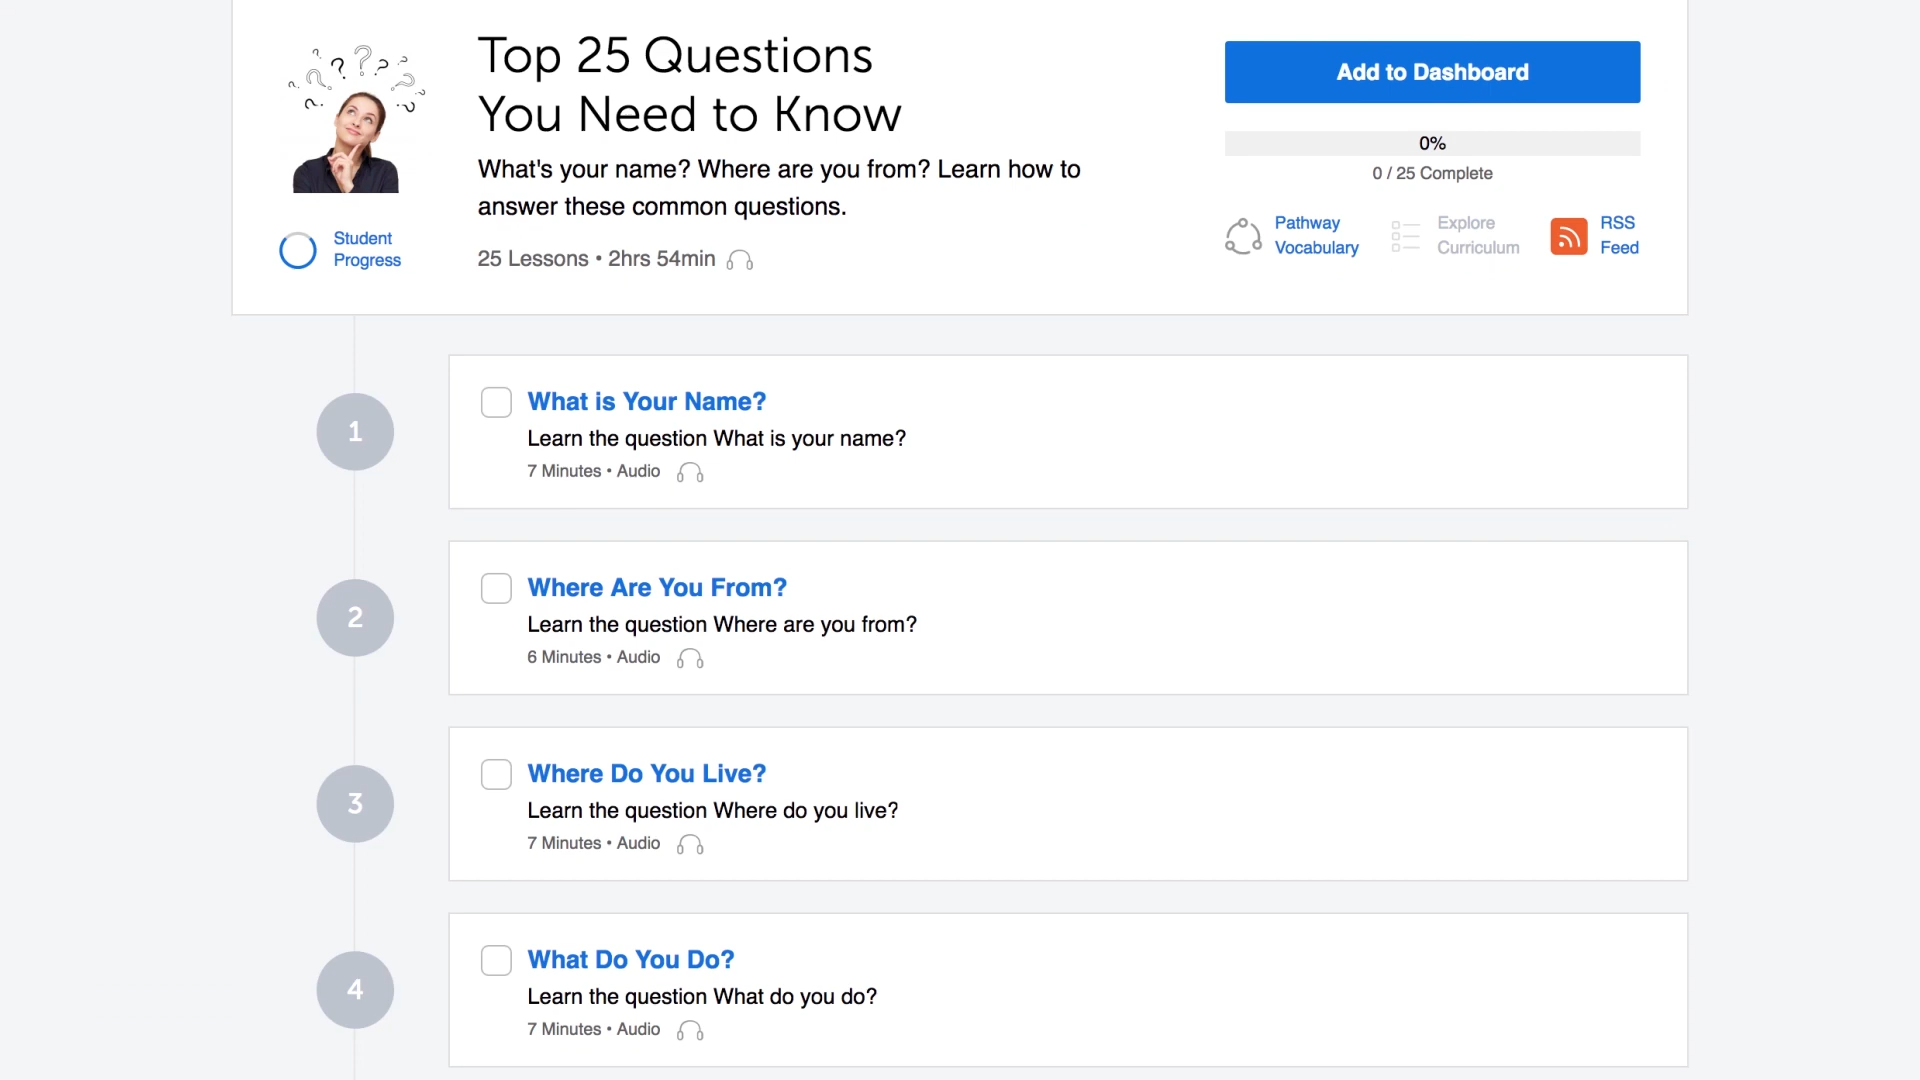 Top 25 Questions
You Need to Know
What's your name? Where are you from? Learn how to
answer these common questions.
25 Lessons • 2hrs 54min
Student
Progress
Add to Dashboard
0%
0 / 25 Complete
Pathway
Vocabulary
Explore
Curriculum
RSS
Feed
1
What is Your Name?
Learn the question What is your name?
7 Minutes • Audio
2
Where Are You From?
Learn the question Where are you from?
6 Minutes • Audio
3
Where Do You Live?
Learn the question Where do you live?
7 Minutes • Audio
4
What Do You Do?
Learn the question What do you do?
7 Minutes • Audio